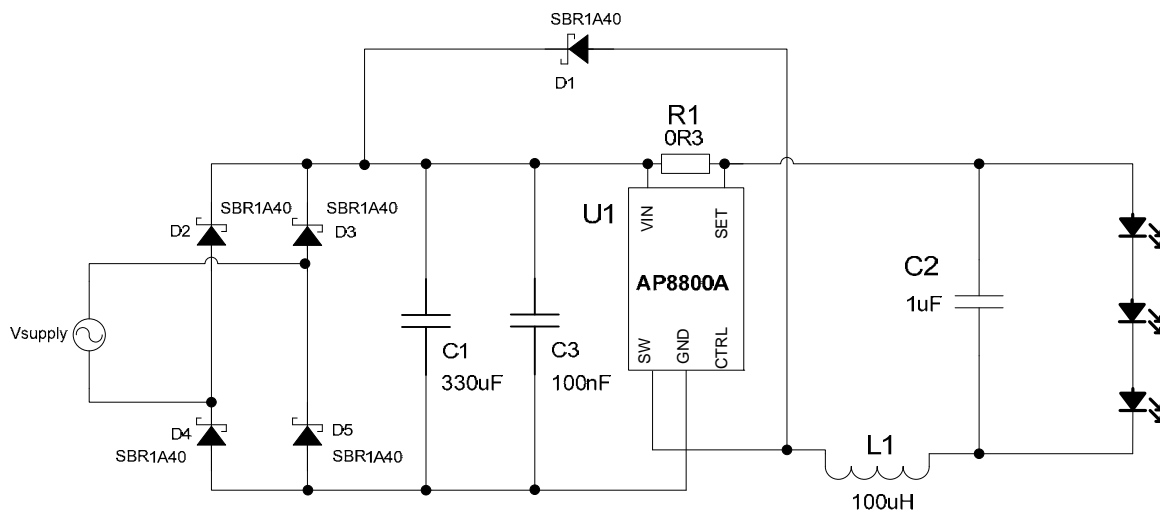 SBR1A40
D1
R1
0R3
SBR1A40
SBR1A40
D2
D3
U1
VIN
SET
AP8800A
SW
GND
CTRL
Vsupply
C1
330uF
C3
100nF
C2
1uF
D4
D5
SBR1A40
SBR1A40
L1
100uH